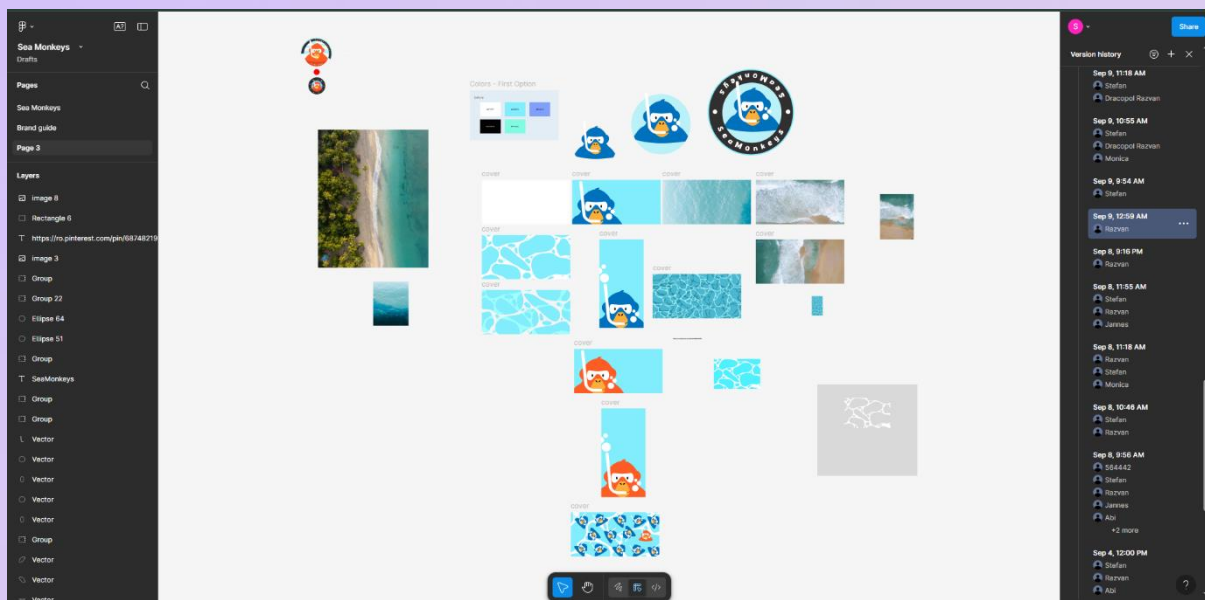 Sea Monkeys
Drafts
Pages
Sea Monkeys
Brand guide
Page 3
Layers
image 8
Rectangle 6
https://ro.pinterest.com/pin/68748219
image 3
Group
Group 22
Ellipse 64
Ellipse 51
Group
SeaMonkeys
Group
Group
Vector
Vector
Vector
Vector
Vector
Group
Vector
Vector
Vector
Colors - First Option
SeaMonkeys
SeaMonkeys
cover
cover
cover
cover
cover
cover
cover
cover
cover
cover
cover
cover
S
Share
Version history
Sep 9, 11:18 AM
Stefan
Dracopol Razvan
Sep 9, 10:55 AM
Stefan
Dracopol Razvan
Monica
Sep 9, 9:54 AM
Stefan
Sep 9, 12:59 AM
Razvan
Sep 8, 9:16 PM
Razvan
Sep 8, 11:55 AM
Stefan
Razvan
Jannes
Sep 8, 11:18 AM
Razvan
Stefan
Monica
Sep 8, 10:46 AM
Stefan
Razvan
Sep 8, 9:56 AM
564442
Stefan
Razvan
Jannes
Abi
+2 more
Sep 4, 12:00 PM
Stefan
Razvan
Abi
?